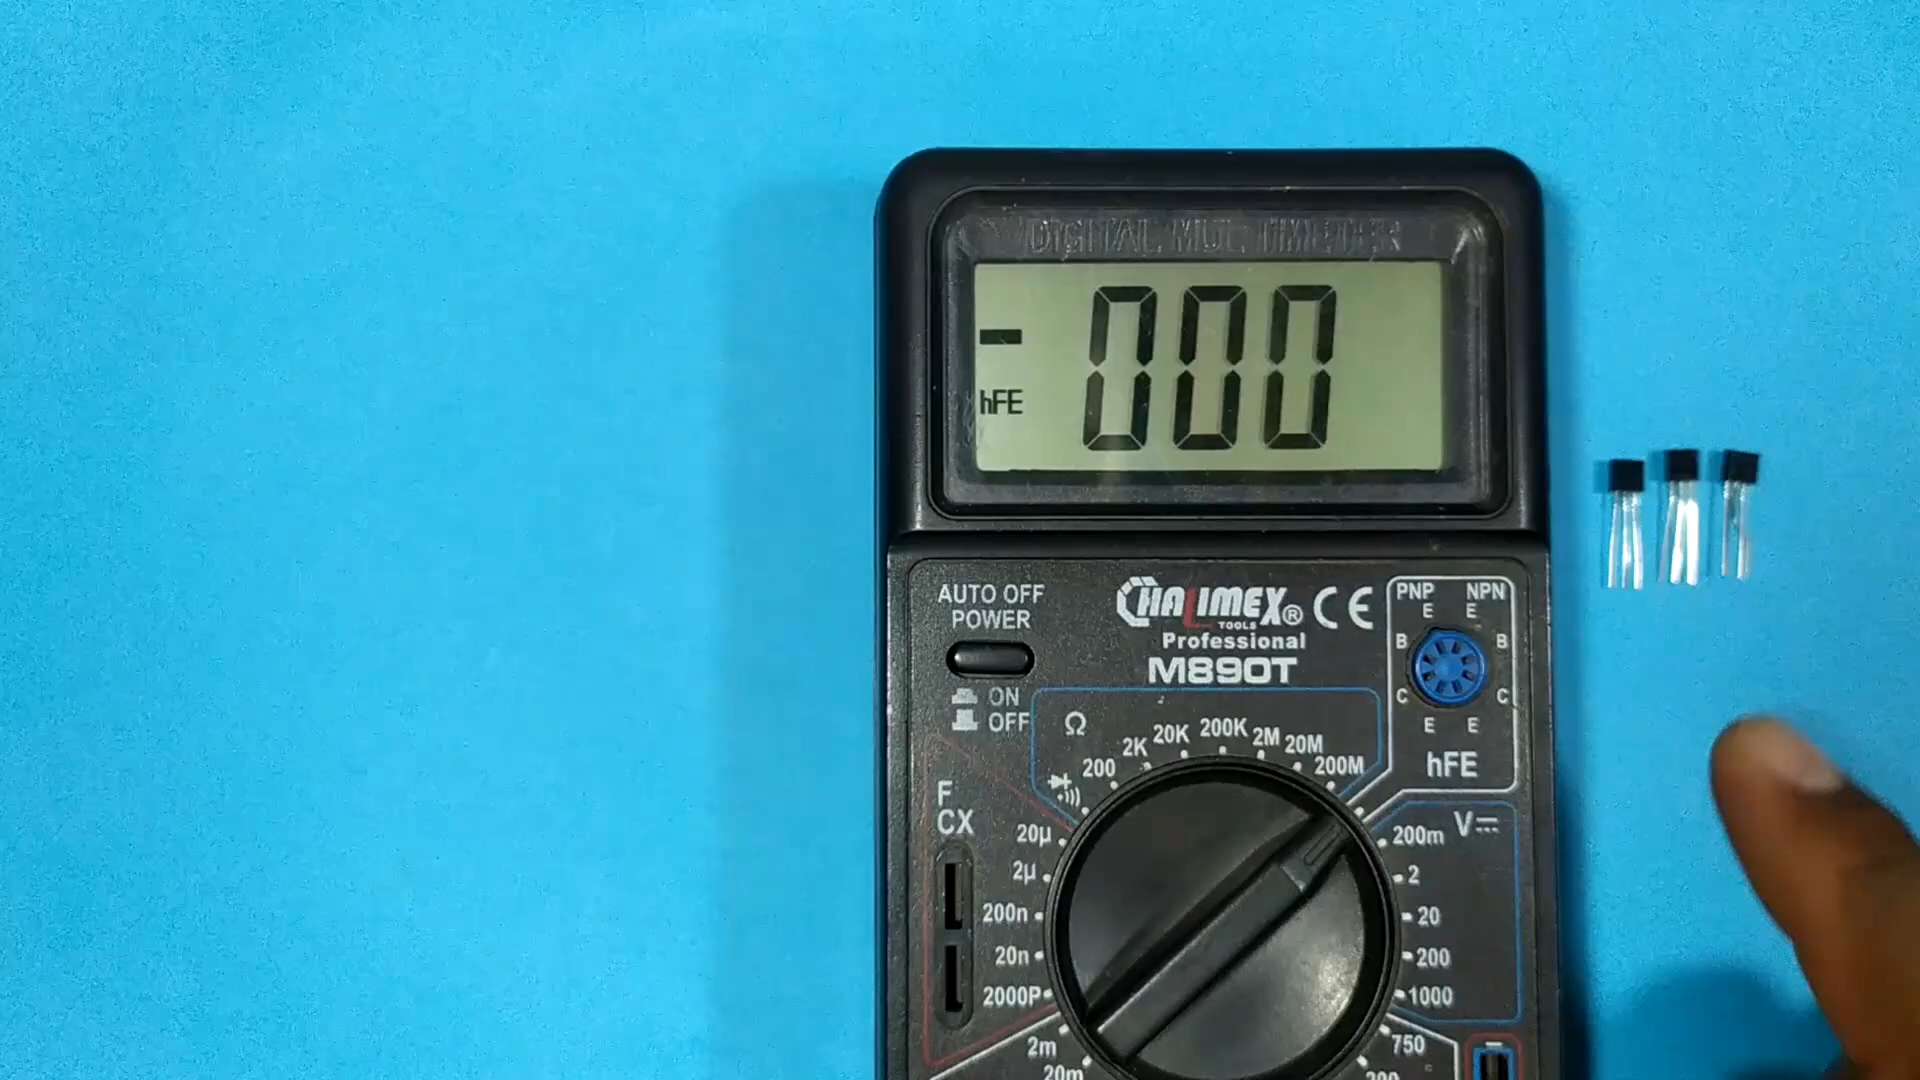 DIGITAL MULTIMETER
- 000
hFE
AUTO OFF
POWER
ON
OFF
CHALIMEX® CE
TOOLS
Professional
M890T
PNP NPN
E E
B B
C C
E E
hFE
Ω
200 2K 20K 200K 2M 20M 200M
F
CX
20µ
2µ
200n
20n
2000P
2m
20m
200m V
2
20
200
1000
750